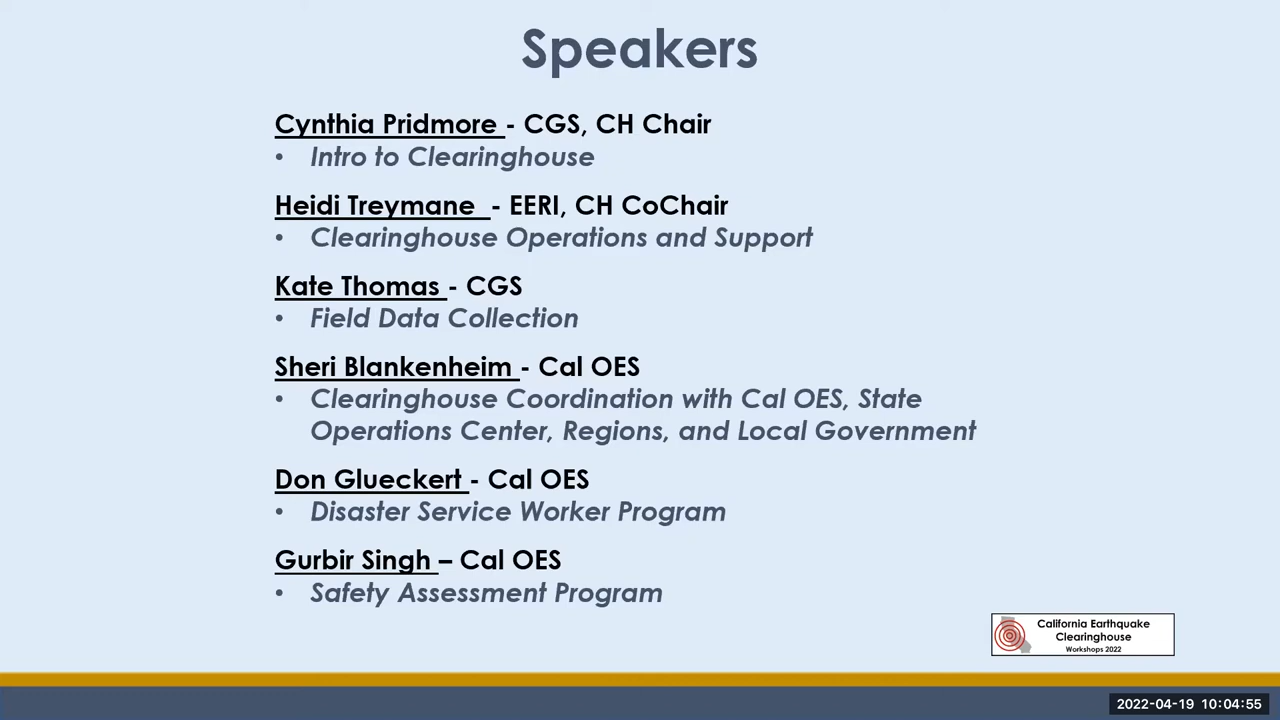 Speakers
Cynthia Pridmore - CGS, CH Chair
• Intro to Clearinghouse
Heidi Treymane - EERI, CH CoChair
• Clearinghouse Operations and Support
Kate Thomas - CGS
• Field Data Collection
Sheri Blankenheim - Cal OES
• Clearinghouse Coordination with Cal OES, State
Operations Center, Regions, and Local Government
Don Glueckert - Cal OES
• Disaster Service Worker Program
Gurbir Singh – Cal OES
• Safety Assessment Program
California Earthquake
Clearinghouse
Workshops 2022
2022-04-19 10:04:55